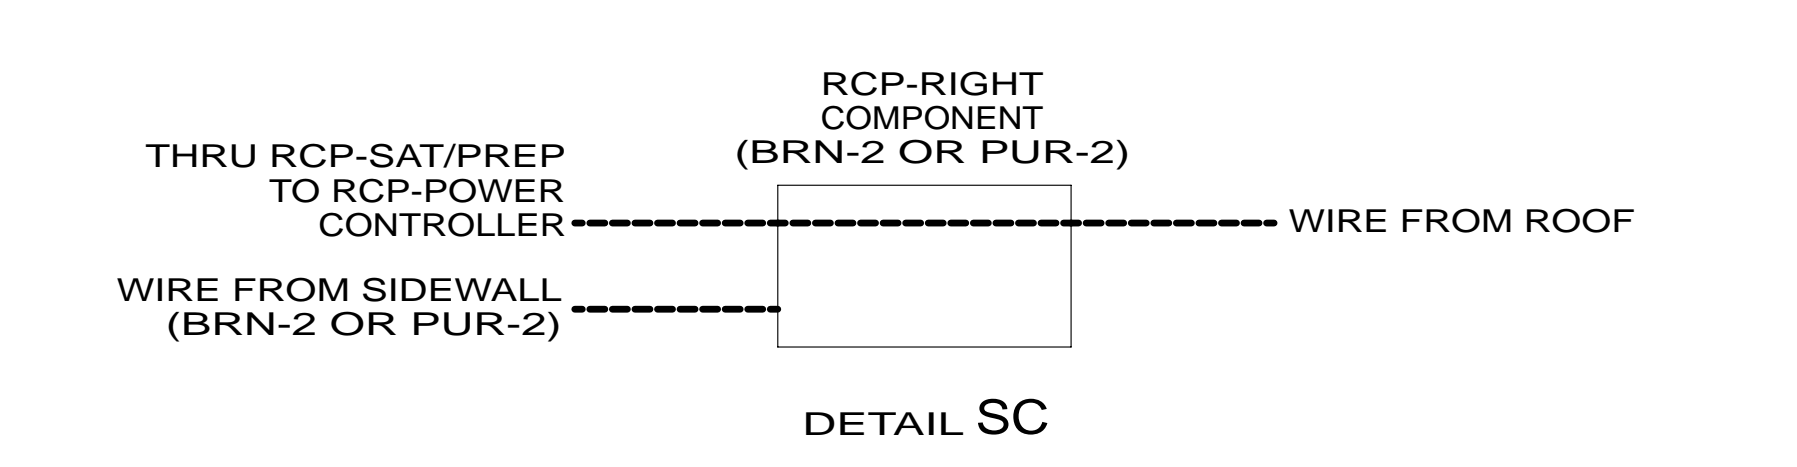 RCP-RIGHT
COMPONENT
(BRN-2 OR PUR-2)
THRU RCP-SAT/PREP
TO RCP-POWER
CONTROLLER
WIRE FROM ROOF
WIRE FROM SIDEWALL
(BRN-2 OR PUR-2)
DETAIL SC